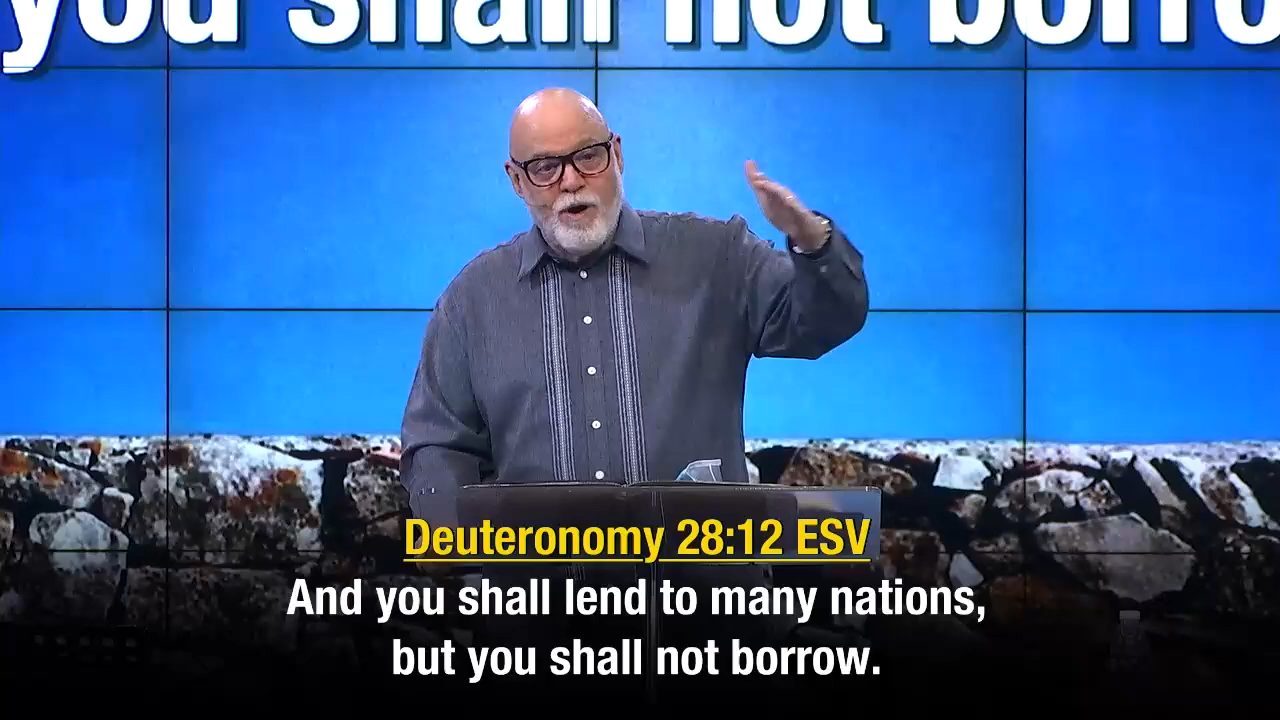 you shall not borro
Deuteronomy 28:12 ESV
And you shall lend to many nations,
but you shall not borrow.